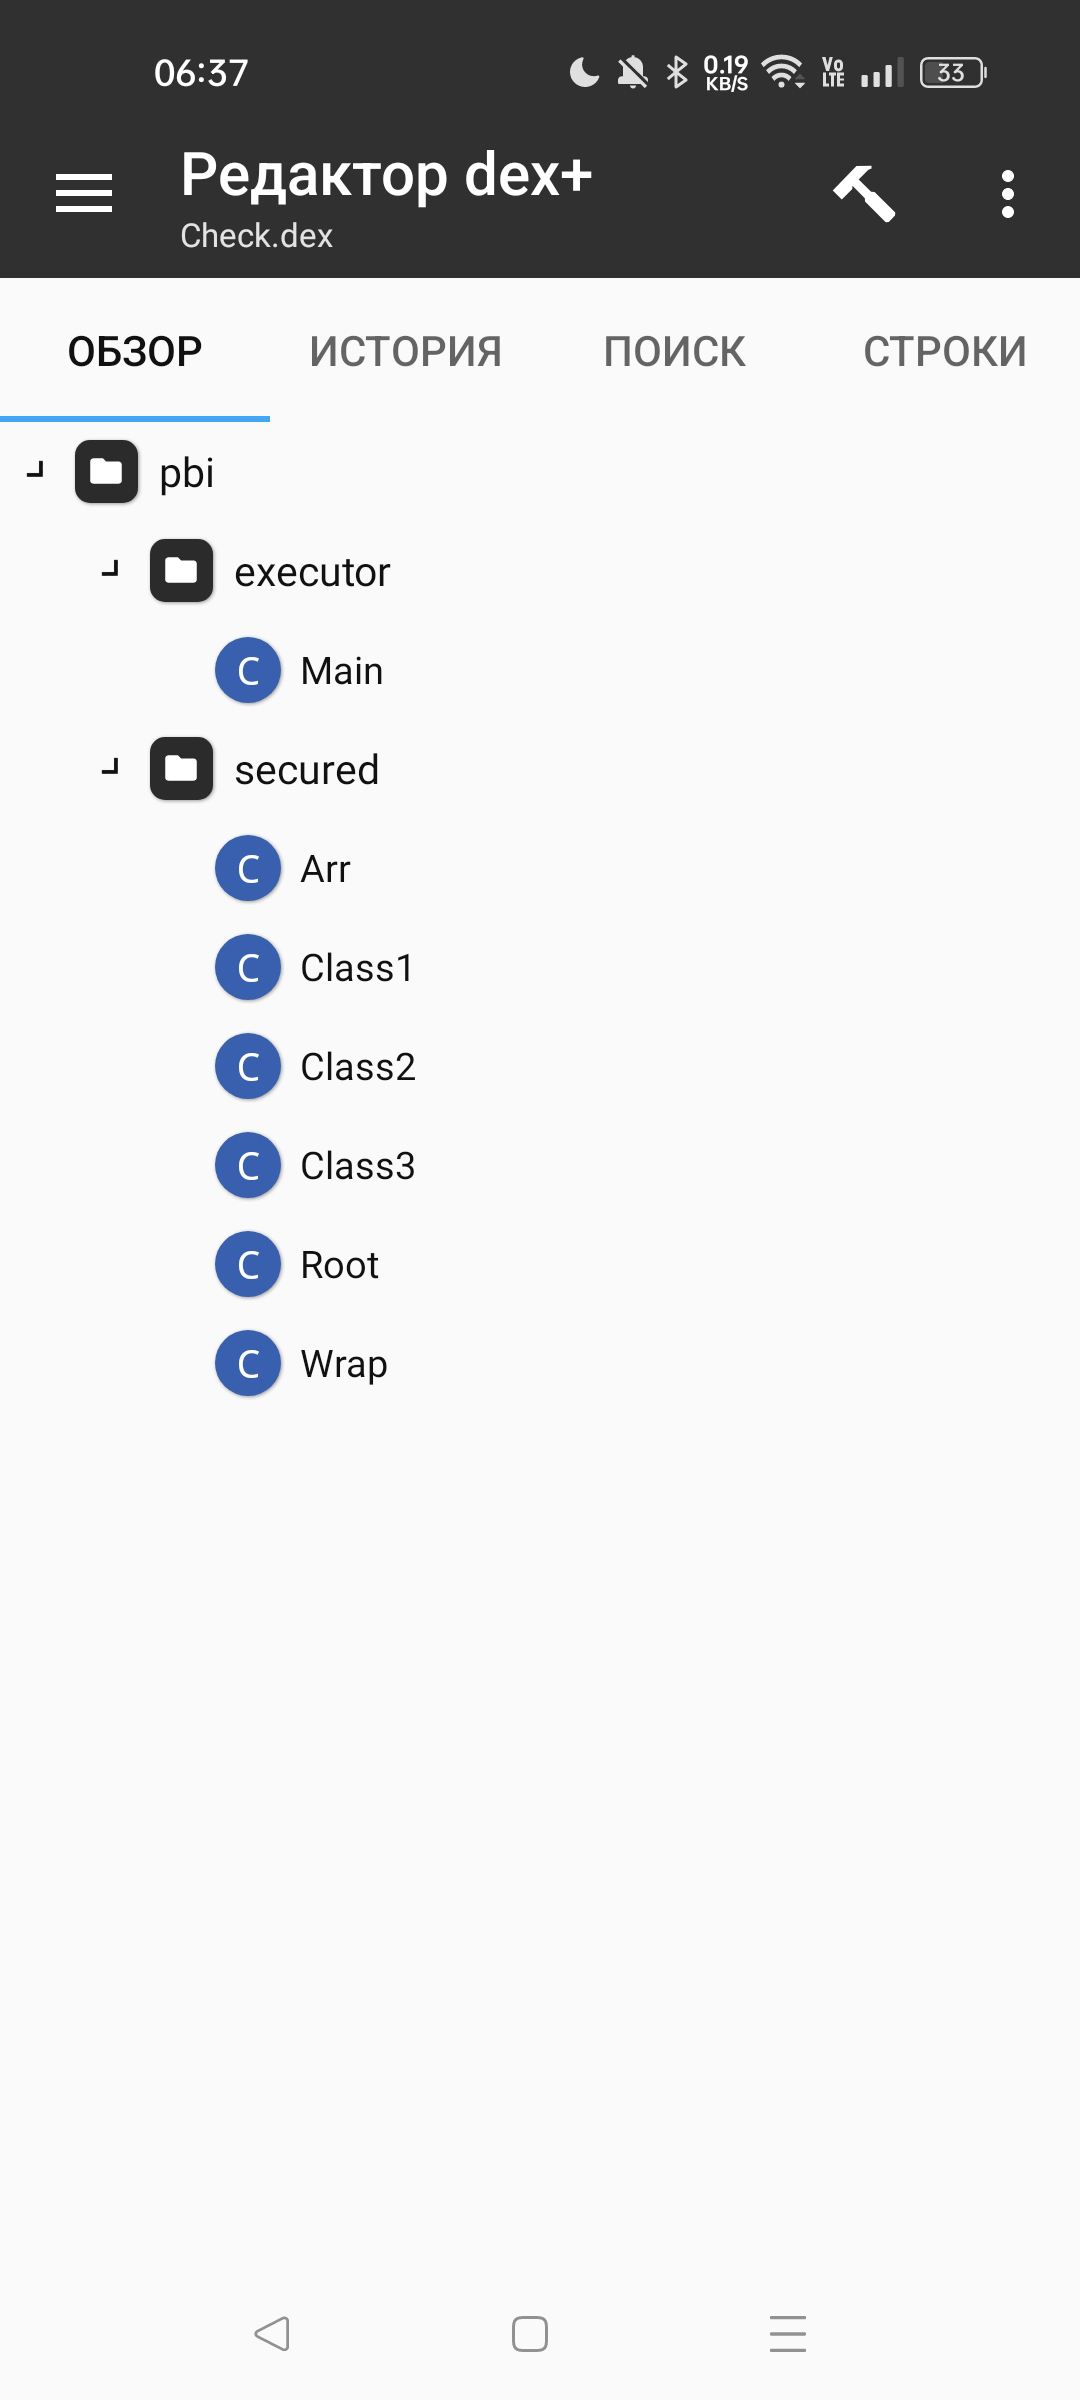 06:37
0.19
KB/S
Vo
LTE
33
Редактор dex+
Check.dex
ОБЗОР ИСТОРИЯ ПОИСК СТРОКИ
pbi
executor
C Main
secured
C Arr
C Class1
C Class2
C Class3
C Root
C Wrap